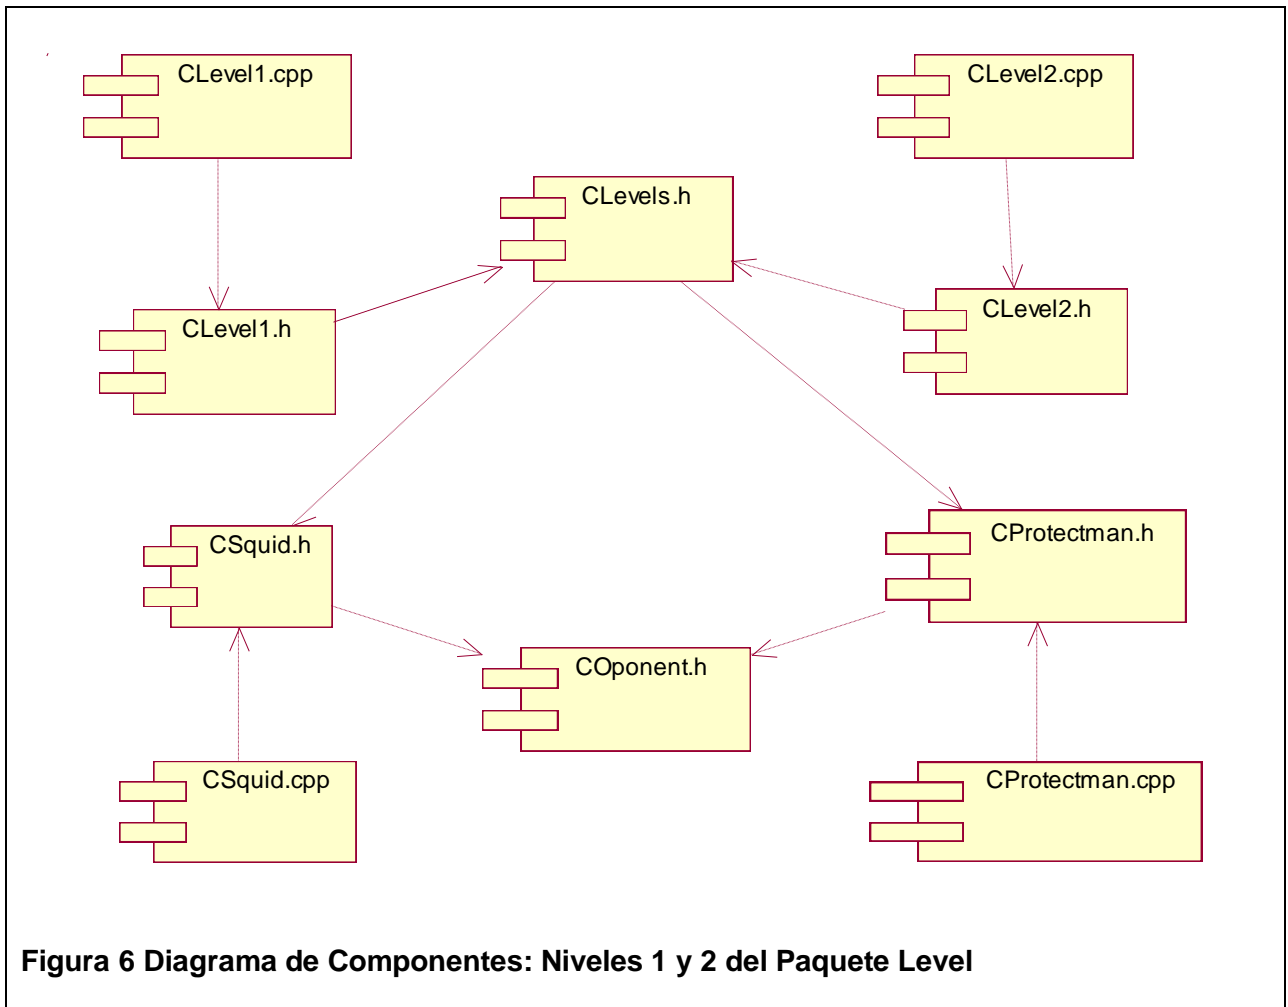 CLevel1.cpp
CLevel2.cpp
CLevels.h
CLevel1.h
CLevel2.h
CSquid.h
CProtectman.h
COponent.h
CSquid.cpp
CProtectman.cpp
Figura 6 Diagrama de Componentes: Niveles 1 y 2 del Paquete Level